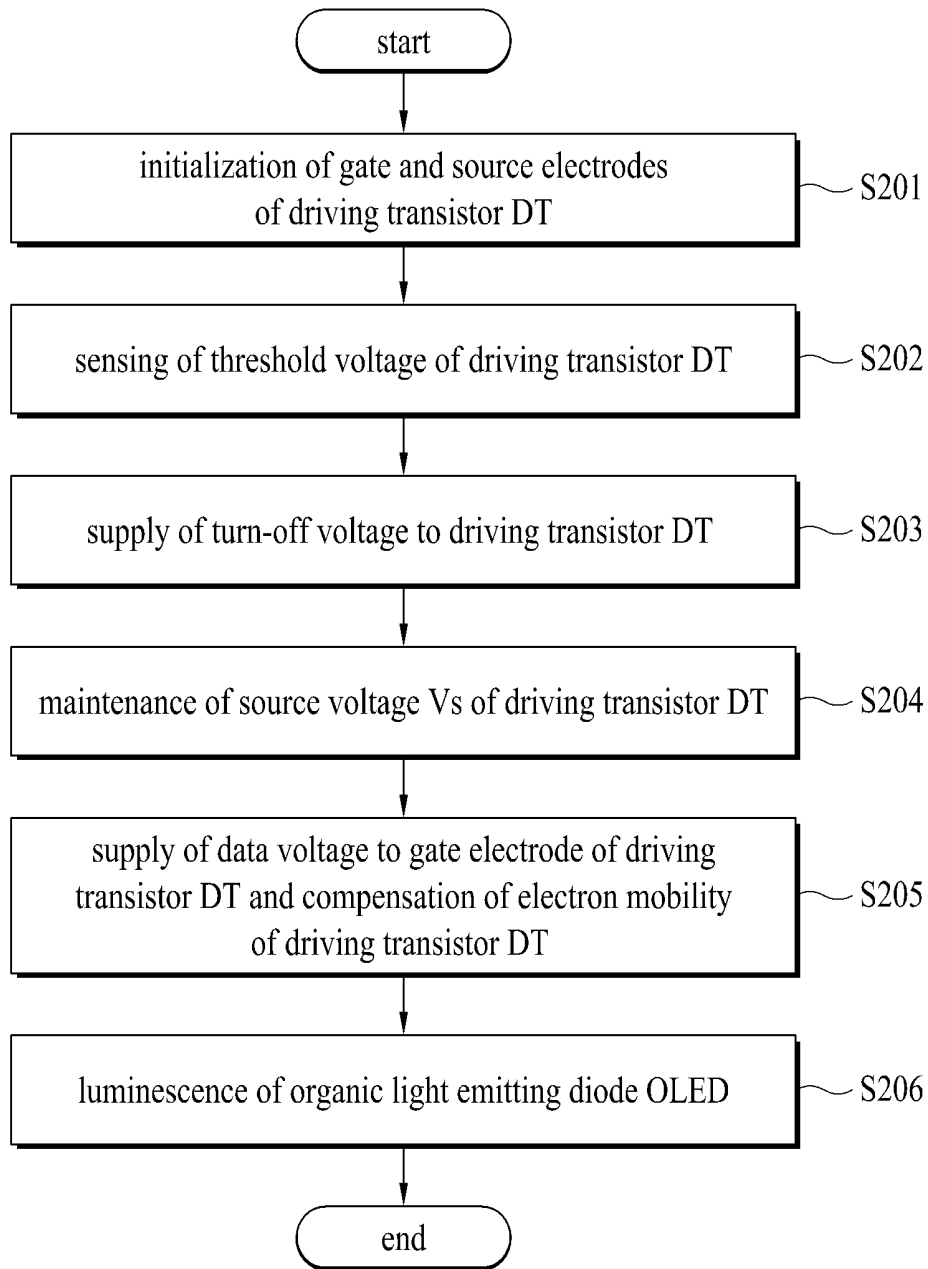 start
initialization of gate and source electrodes
of driving transistor DT
S201
sensing of threshold voltage of driving transistor DT
S202
supply of turn-off voltage to driving transistor DT
S203
maintenance of source voltage Vs of driving transistor DT
S204
supply of data voltage to gate electrode of driving
transistor DT and compensation of electron mobility
of driving transistor DT
S205
luminescence of organic light emitting diode OLED
S206
end